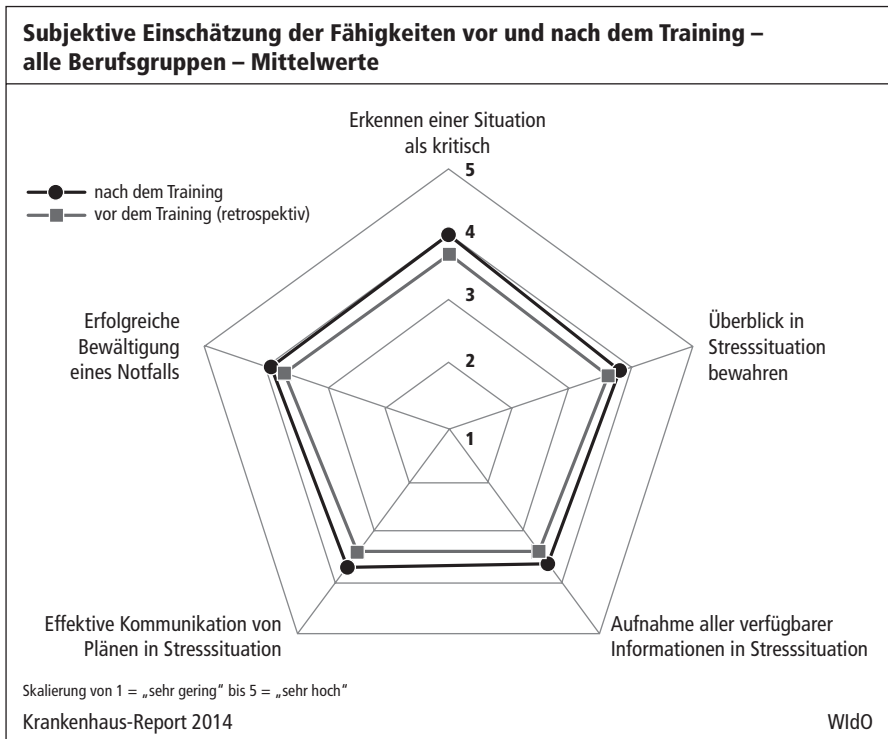 Subjektive Einschätzung der Fähigkeiten vor und nach dem Training –
alle Berufsgruppen – Mittelwerte
Erkennen einer Situation
als kritisch
5
nach dem Training
vor dem Training (retrospektiv)
4
3
Erfolgreiche
Bewältigung
eines Notfalls
Überblick in
Stresssituation
bewahren
2
1
Effektive Kommunikation von
Plänen in Stresssituation
Aufnahme aller verfügbarer
Informationen in Stresssituation
Skalierung von 1 = „sehr gering“ bis 5 = „sehr hoch“
Krankenhaus-Report 2014
WIdO